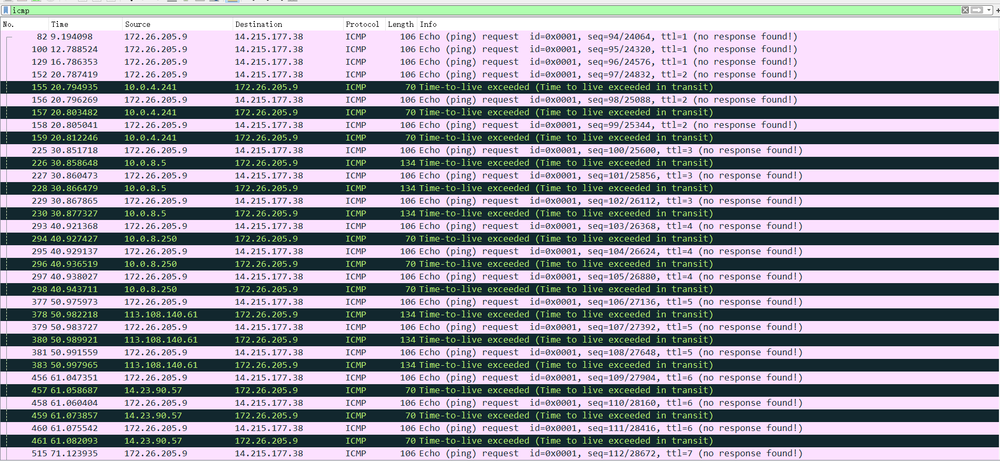 icmp
No. Time Source Destination Protocol Length Info
82 9.194098 172.26.205.9 14.215.177.38 ICMP 106 Echo (ping) request id=0x0001, seq=94/24064, ttl=1 (no response found!)
100 12.788524 172.26.205.9 14.215.177.38 ICMP 106 Echo (ping) request id=0x0001, seq=95/24320, ttl=1 (no response found!)
129 16.786353 172.26.205.9 14.215.177.38 ICMP 106 Echo (ping) request id=0x0001, seq=96/24576, ttl=1 (no response found!)
152 20.787419 172.26.205.9 14.215.177.38 ICMP 106 Echo (ping) request id=0x0001, seq=97/24832, ttl=2 (no response found!)
155 20.794935 10.0.4.241 172.26.205.9 ICMP 70 Time-to-live exceeded (Time to live exceeded in transit)
156 20.796269 172.26.205.9 14.215.177.38 ICMP 106 Echo (ping) request id=0x0001, seq=98/25088, ttl=2 (no response found!)
157 20.803482 10.0.4.241 172.26.205.9 ICMP 70 Time-to-live exceeded (Time to live exceeded in transit)
158 20.805041 172.26.205.9 14.215.177.38 ICMP 106 Echo (ping) request id=0x0001, seq=99/25344, ttl=2 (no response found!)
159 20.812246 10.0.4.241 172.26.205.9 ICMP 70 Time-to-live exceeded (Time to live exceeded in transit)
225 30.851718 172.26.205.9 14.215.177.38 ICMP 106 Echo (ping) request id=0x0001, seq=100/25600, ttl=3 (no response found!)
226 30.858648 10.0.8.5 172.26.205.9 ICMP 134 Time-to-live exceeded (Time to live exceeded in transit)
227 30.860473 172.26.205.9 14.215.177.38 ICMP 106 Echo (ping) request id=0x0001, seq=101/25856, ttl=3 (no response found!)
228 30.866479 10.0.8.5 172.26.205.9 ICMP 134 Time-to-live exceeded (Time to live exceeded in transit)
229 30.867865 172.26.205.9 14.215.177.38 ICMP 106 Echo (ping) request id=0x0001, seq=102/26112, ttl=3 (no response found!)
230 30.877327 10.0.8.5 172.26.205.9 ICMP 134 Time-to-live exceeded (Time to live exceeded in transit)
293 40.921368 172.26.205.9 14.215.177.38 ICMP 106 Echo (ping) request id=0x0001, seq=103/26368, ttl=4 (no response found!)
294 40.927427 10.0.8.250 172.26.205.9 ICMP 70 Time-to-live exceeded (Time to live exceeded in transit)
295 40.929137 172.26.205.9 14.215.177.38 ICMP 106 Echo (ping) request id=0x0001, seq=104/26624, ttl=4 (no response found!)
296 40.936519 10.0.8.250 172.26.205.9 ICMP 70 Time-to-live exceeded (Time to live exceeded in transit)
297 40.938027 172.26.205.9 14.215.177.38 ICMP 106 Echo (ping) request id=0x0001, seq=105/26880, ttl=4 (no response found!)
298 40.943711 10.0.8.250 172.26.205.9 ICMP 70 Time-to-live exceeded (Time to live exceeded in transit)
377 50.975973 172.26.205.9 14.215.177.38 ICMP 106 Echo (ping) request id=0x0001, seq=106/27136, ttl=5 (no response found!)
378 50.982218 113.108.140.61 172.26.205.9 ICMP 134 Time-to-live exceeded (Time to live exceeded in transit)
379 50.983727 172.26.205.9 14.215.177.38 ICMP 106 Echo (ping) request id=0x0001, seq=107/27392, ttl=5 (no response found!)
380 50.989921 113.108.140.61 172.26.205.9 ICMP 134 Time-to-live exceeded (Time to live exceeded in transit)
381 50.991559 172.26.205.9 14.215.177.38 ICMP 106 Echo (ping) request id=0x0001, seq=108/27648, ttl=5 (no response found!)
383 50.997965 113.108.140.61 172.26.205.9 ICMP 134 Time-to-live exceeded (Time to live exceeded in transit)
456 61.047351 172.26.205.9 14.215.177.38 ICMP 106 Echo (ping) request id=0x0001, seq=109/27904, ttl=6 (no response found!)
457 61.058687 14.23.90.57 172.26.205.9 ICMP 70 Time-to-live exceeded (Time to live exceeded in transit)
458 61.060404 172.26.205.9 14.215.177.38 ICMP 106 Echo (ping) request id=0x0001, seq=110/28160, ttl=6 (no response found!)
459 61.073857 14.23.90.57 172.26.205.9 ICMP 70 Time-to-live exceeded (Time to live exceeded in transit)
460 61.075542 172.26.205.9 14.215.177.38 ICMP 106 Echo (ping) request id=0x0001, seq=111/28416, ttl=6 (no response found!)
461 61.082093 14.23.90.57 172.26.205.9 ICMP 70 Time-to-live exceeded (Time to live exceeded in transit)
515 71.123935 172.26.205.9 14.215.177.38 ICMP 106 Echo (ping) request id=0x0001, seq=112/28672, ttl=7 (no response found!)